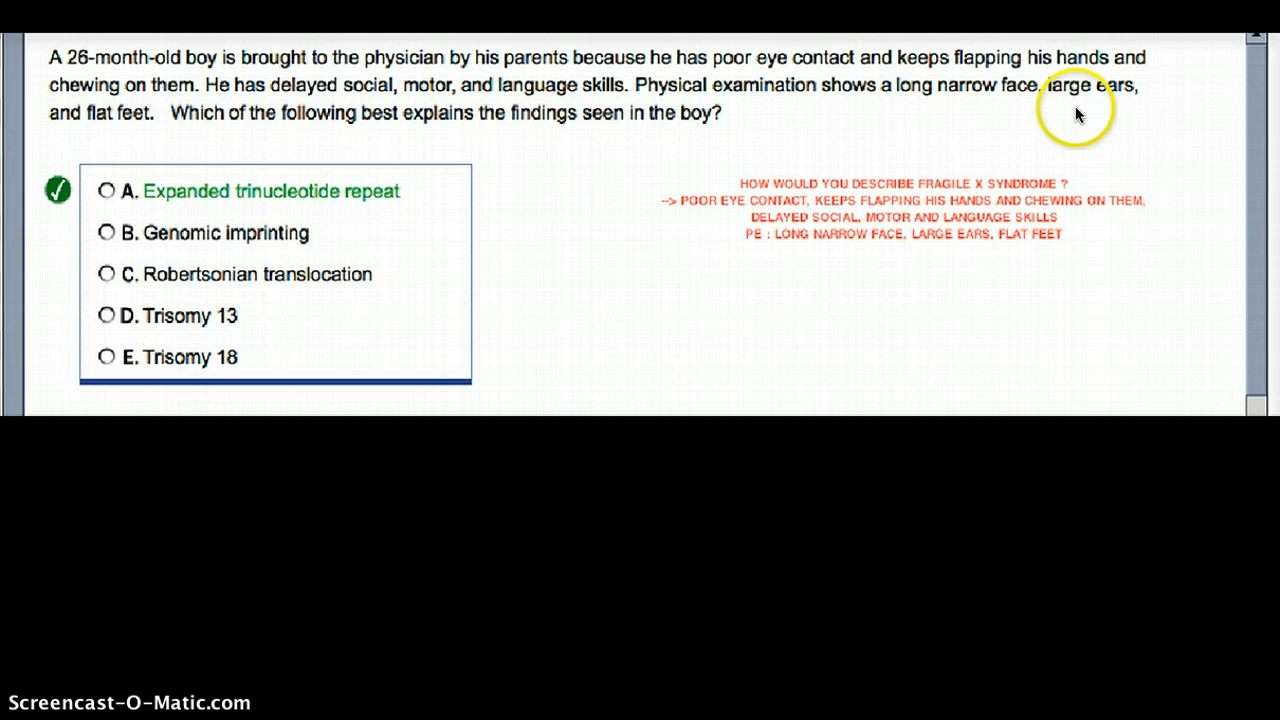 A 26-month-old boy is brought to the physician by his parents because he has poor eye contact and keeps flapping his hands and
chewing on them. He has delayed social, motor, and language skills. Physical examination shows a long narrow face, large ears,
and flat feet. Which of the following best explains the findings seen in the boy?
A. Expanded trinucleotide repeat
B. Genomic imprinting
C. Robertsonian translocation
D. Trisomy 13
E. Trisomy 18
HOW WOULD YOU DESCRIBE FRAGILE X SYNDROME ?
--> POOR EYE CONTACT, KEEPS FLAPPING HIS HANDS AND CHEWING ON THEM,
DELAYED SOCIAL, MOTOR AND LANGUAGE SKILLS
PE : LONG NARROW FACE, LARGE EARS, FLAT FEET
Screencast-O-Matic.com